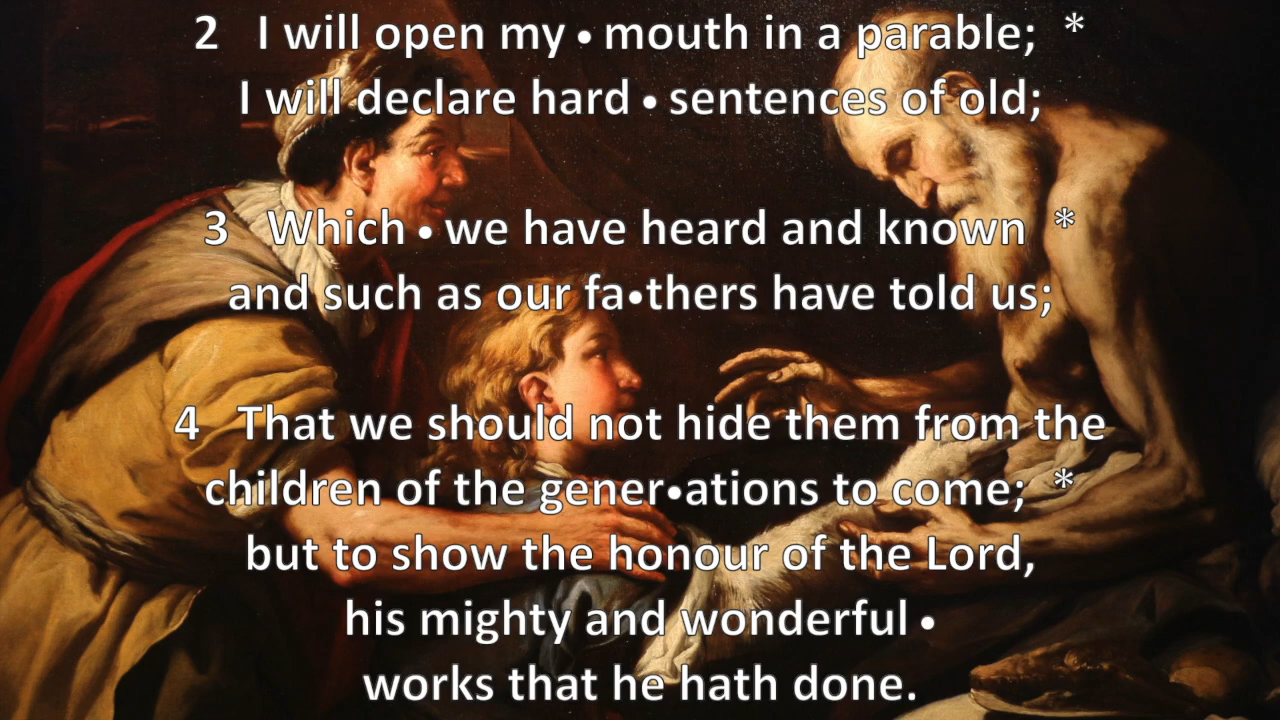 2 I will open my • mouth in a parable; *
I will declare hard • sentences of old;
3 Which • we have heard and known *
and such as our fa•thers have told us;
4 That we should not hide them from the
children of the gener•ations to come; *
but to show the honour of the Lord,
his mighty and wonderful •
works that he hath done.